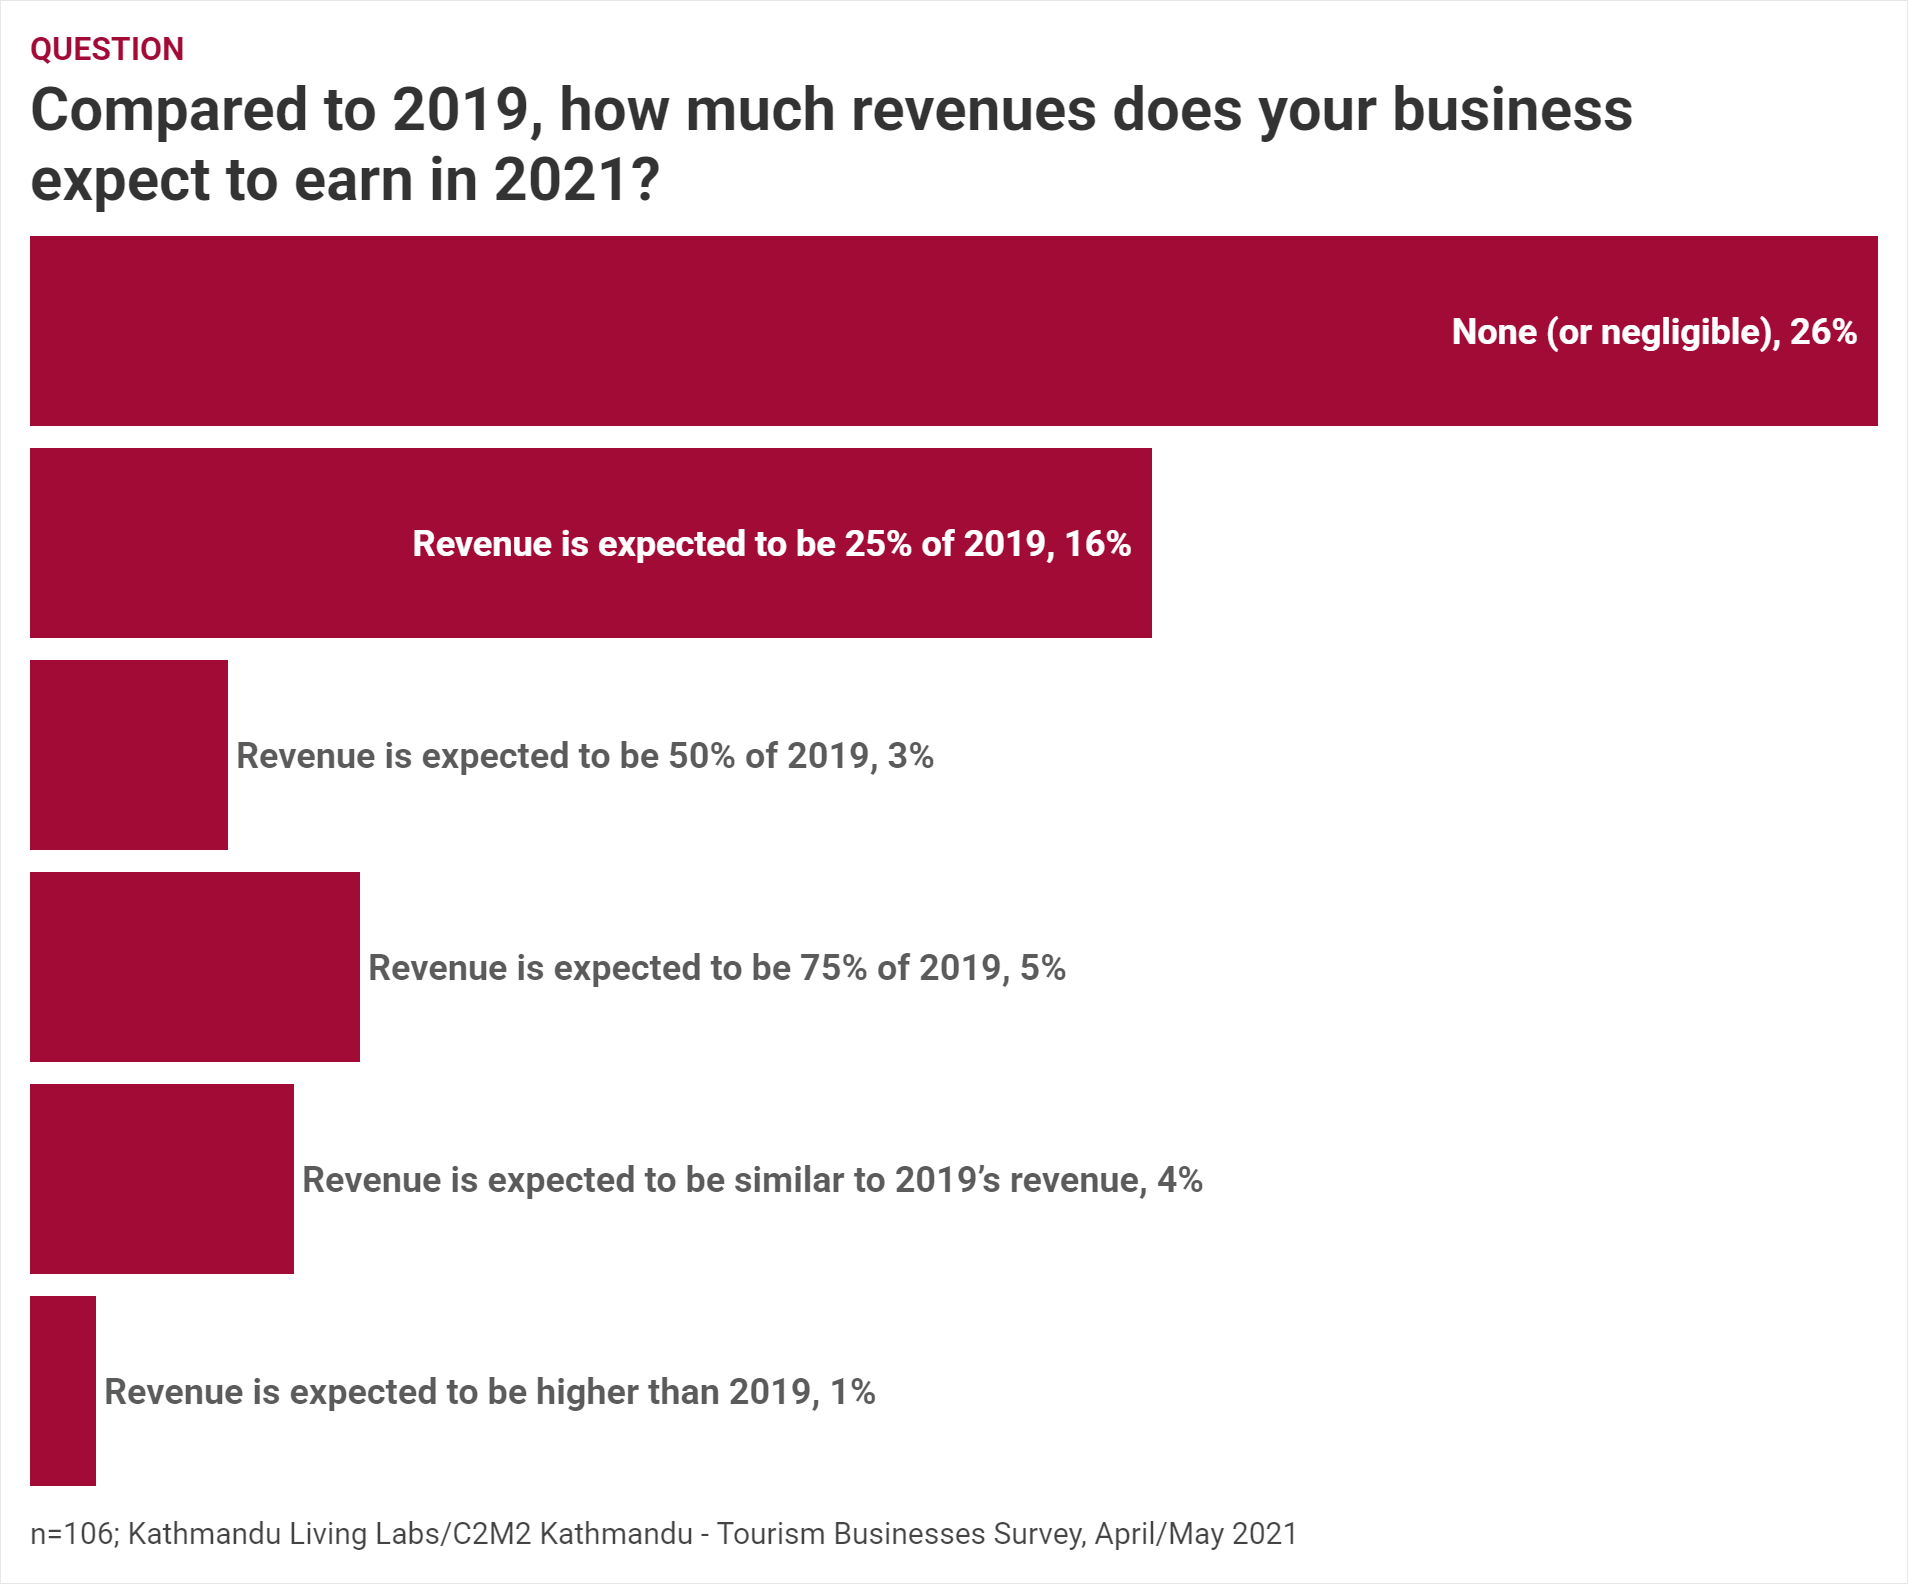 QUESTION
Compared to 2019, how much revenues does your business
expect to earn in 2021?
None (or negligible), 26%
Revenue is expected to be 25% of 2019, 16%
Revenue is expected to be 50% of 2019, 3%
Revenue is expected to be 75% of 2019, 5%
Revenue is expected to be similar to 2019’s revenue, 4%
Revenue is expected to be higher than 2019, 1%
n=106; Kathmandu Living Labs/C2M2 Kathmandu - Tourism Businesses Survey, April/May 2021